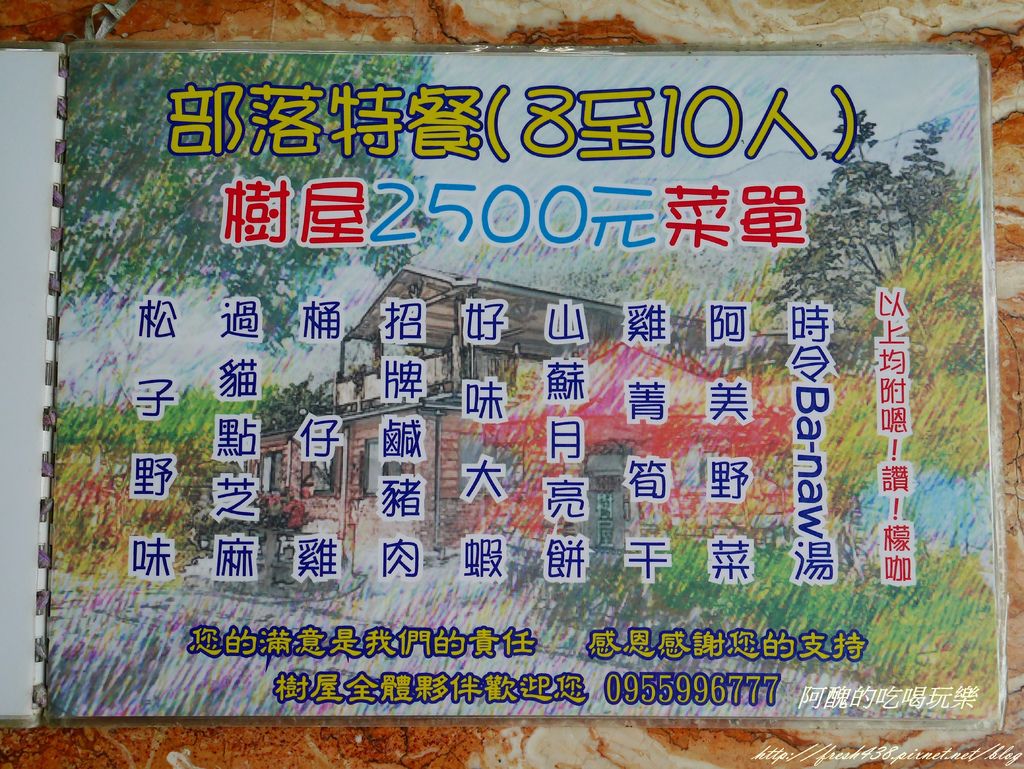 部落特餐(8至10人)
樹屋2500元菜單
松子野味
過貓點芝麻
桶仔雞
招牌鹹豬肉
好味大蝦
山蘇月亮餅
雞菁筍干
阿美野菜
時令Ba-naw湯
以上均附嗯！讚！檬咖
您的滿意是我們的責任 感恩感謝您的支持
樹屋全體夥伴歡迎您 0955996777
阿醜的吃喝玩樂
http://fresh438.pixnet.net/blog